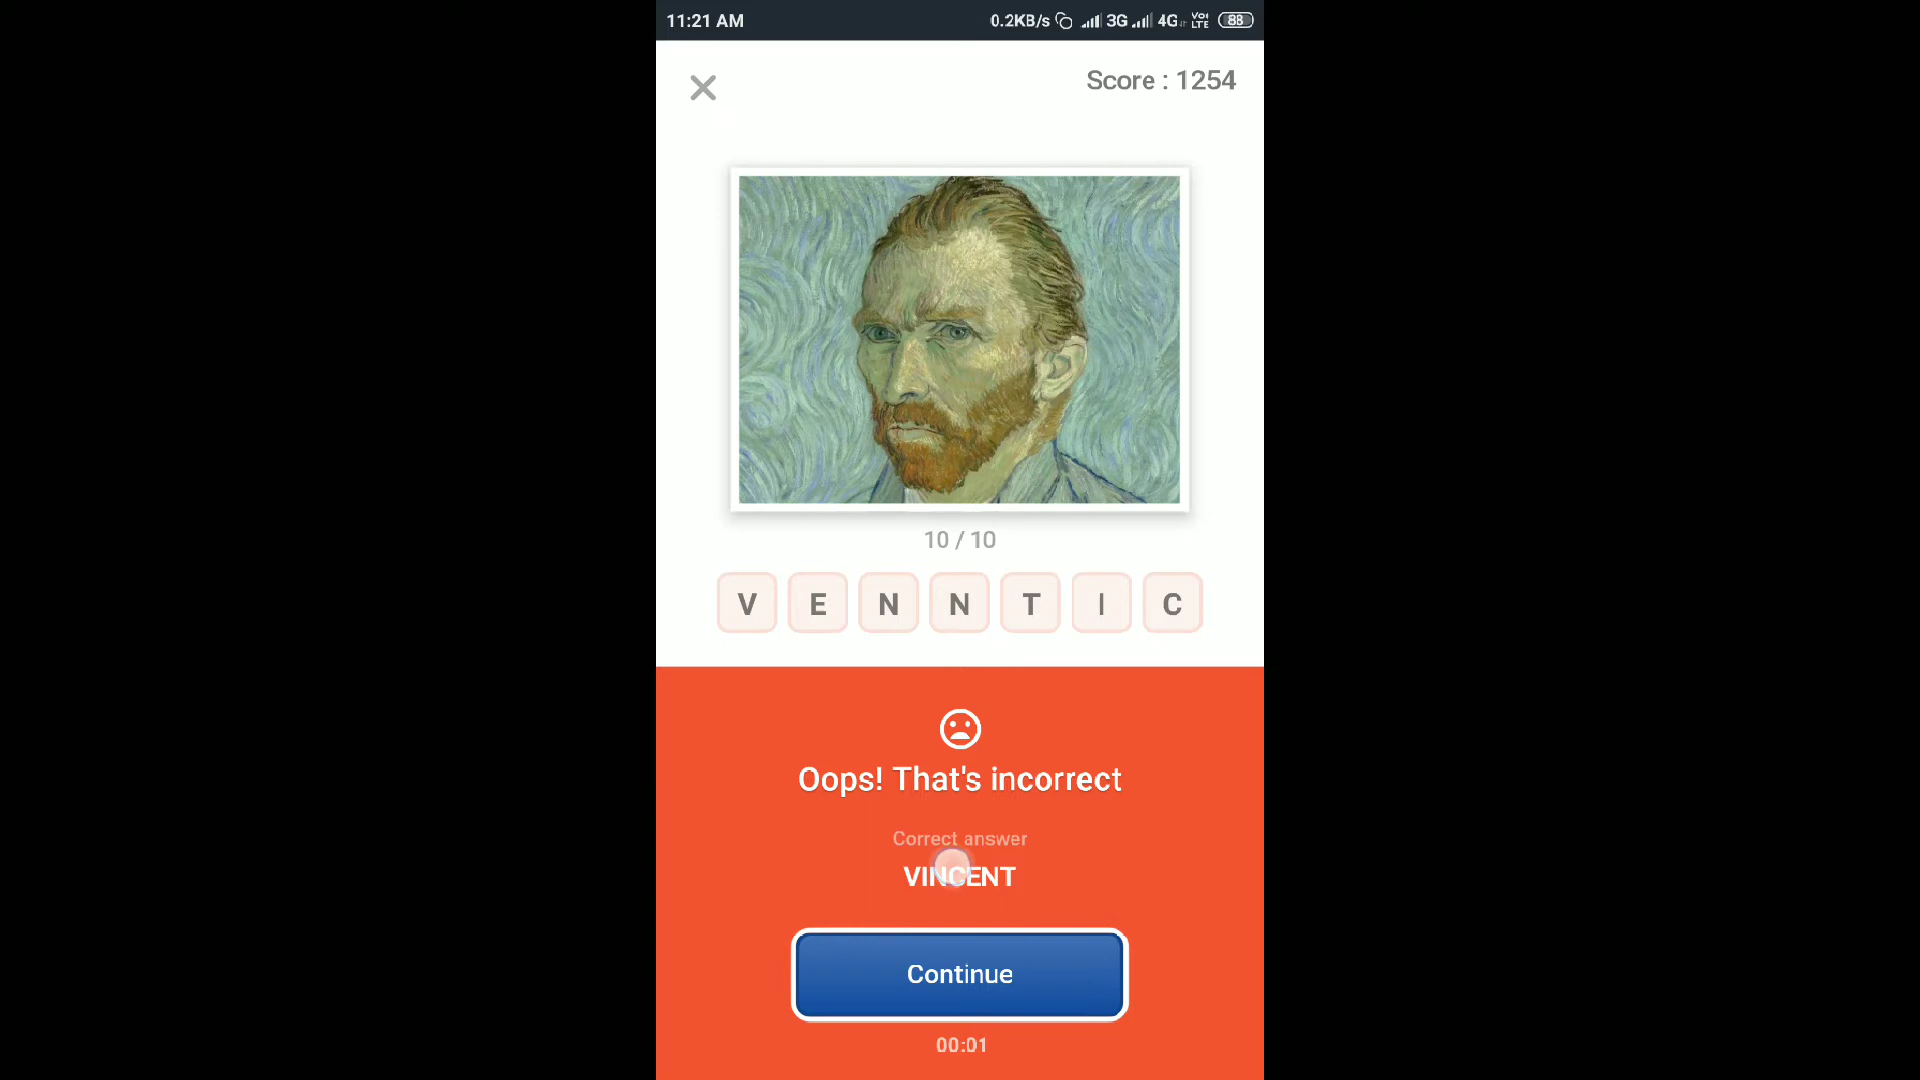 11:21 AM 0.2KB/s 3G 4G VoLTE 88
Score : 1254
10 / 10
V E N N T I C
Oops! That's incorrect
Correct answer
VINCENT
Continue
00:01